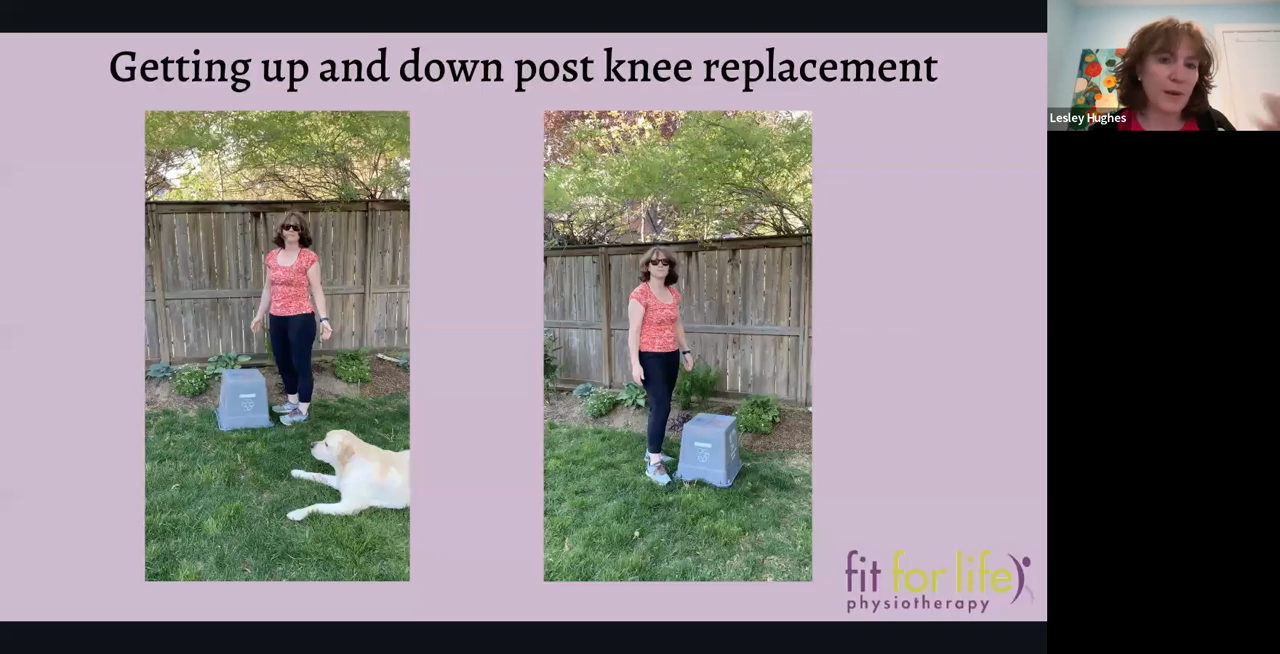 Getting up and down post knee replacement
Lesley Hughes
fit for life
physiotherapy